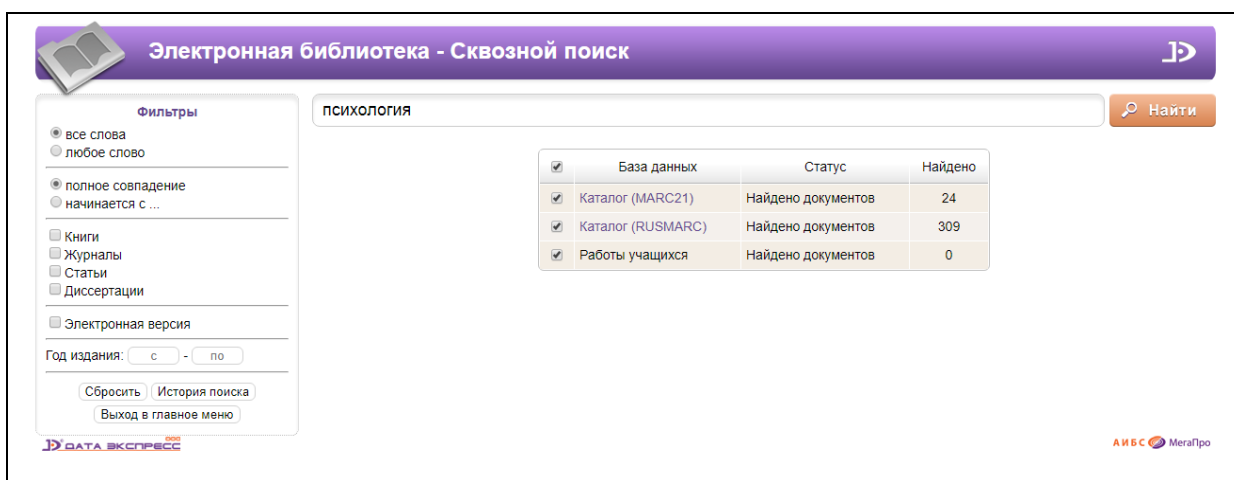 Электронная библиотека - Сквозной поиск
Фильтры
все слова
любое слово
полное совпадение
начинается с ...
Книги
Журналы
Статьи
Диссертации
Электронная версия
Год издания: с - по
Сбросить История поиска
Выход в главное меню
ДАТА ЭКСПРЕСС ООО
психология Найти
База данных Статус Найдено
Каталог (MARC21) Найдено документов 24
Каталог (RUSMARC) Найдено документов 309
Работы учащихся Найдено документов 0
АИБС МегаПро